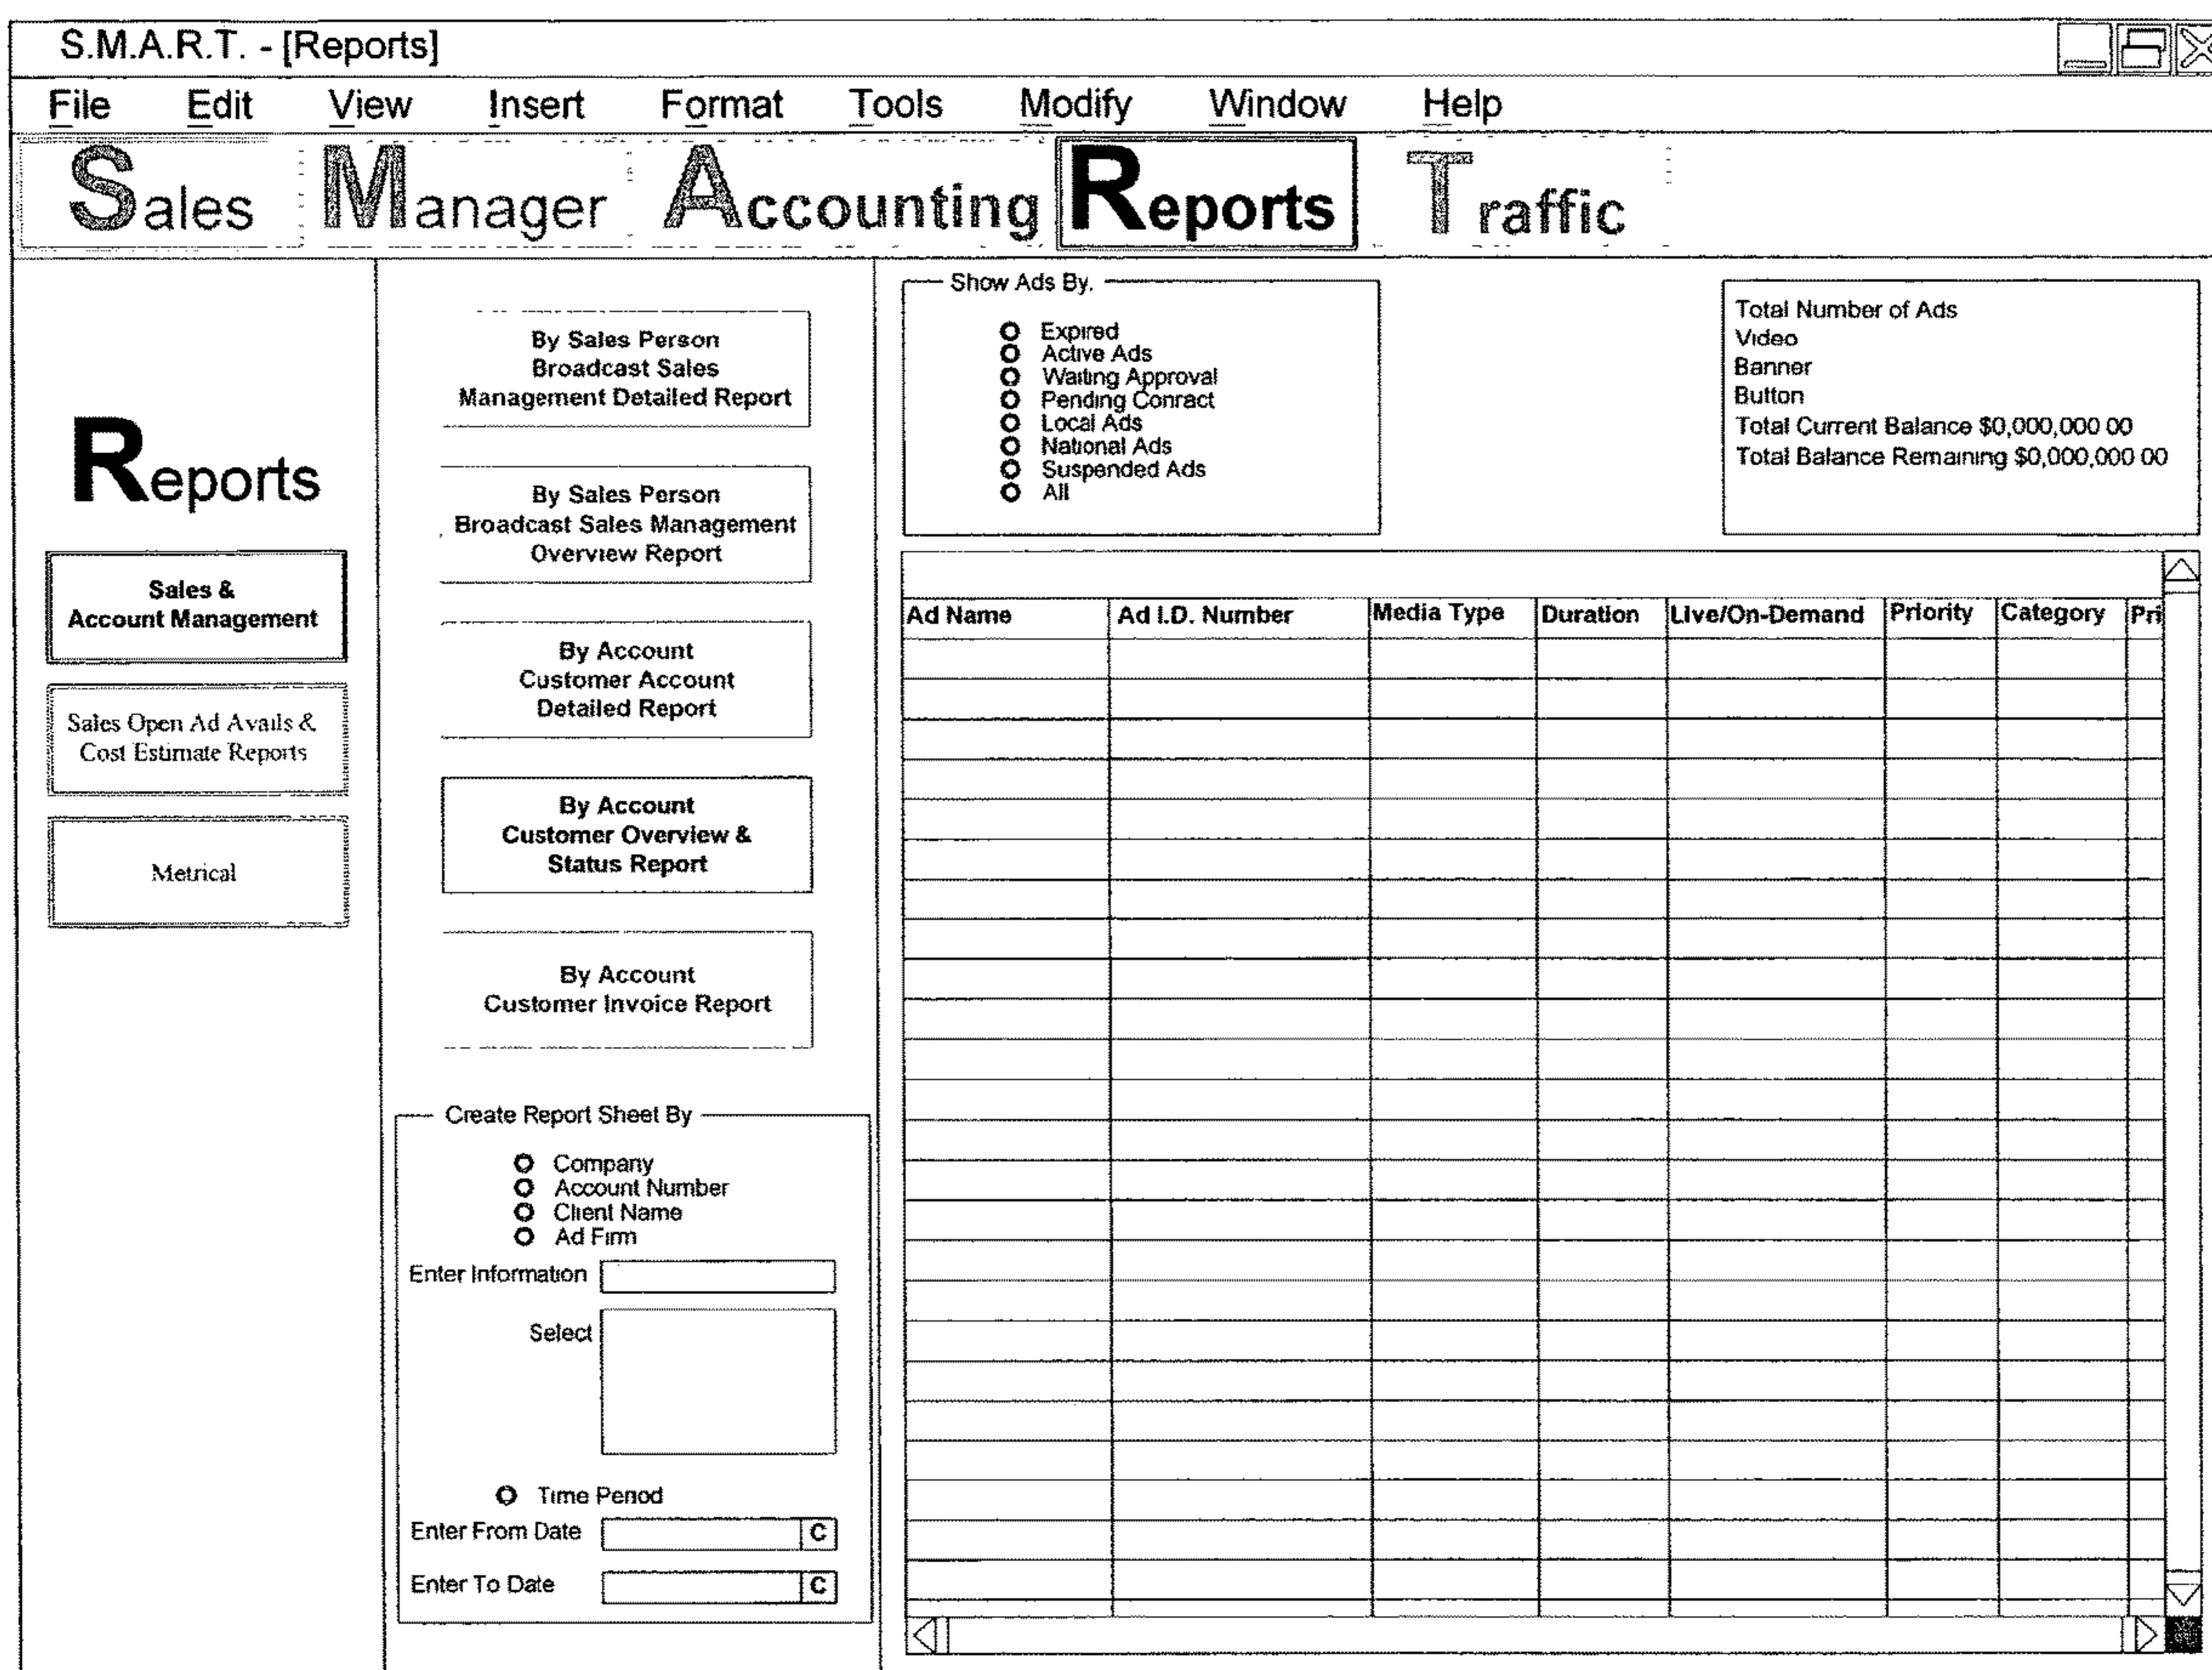 S.M.A.R.T. - [Reports]
File Edit View Insert Format Tools Modify Window Help
Sales Manager Accounting Reports Traffic
Reports
Sales &
Account Management
Sales Open Ad Avails &
Cost Estimate Reports
Metrical
By Sales Person
Broadcast Sales
Management Detailed Report
By Sales Person
Broadcast Sales Management
Overview Report
By Account
Customer Account
Detailed Report
By Account
Customer Overview &
Status Report
By Account
Customer Invoice Report
Create Report Sheet By
Company
Account Number
Client Name
Ad Firm
Enter Information
Select
Time Period
Enter From Date C
Enter To Date C
Show Ads By.
Expired
Active Ads
Waiting Approval
Pending Conract
Local Ads
National Ads
Suspended Ads
All
Total Number of Ads
Video
Banner
Button
Total Current Balance $0,000,000 00
Total Balance Remaining $0,000,000 00
Ad Name Ad I.D. Number Media Type Duration Live/On-Demand Priority Category Pri